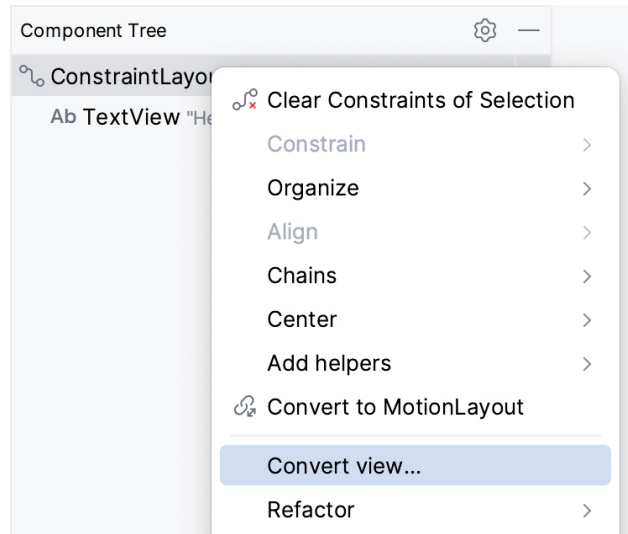 Component Tree
ConstraintLayou
Clear Constraints of Selection
Ab TextView "He
Constrain
Organize
Align
Chains
Center
Add helpers
Convert to MotionLayout
Convert view...
Refactor